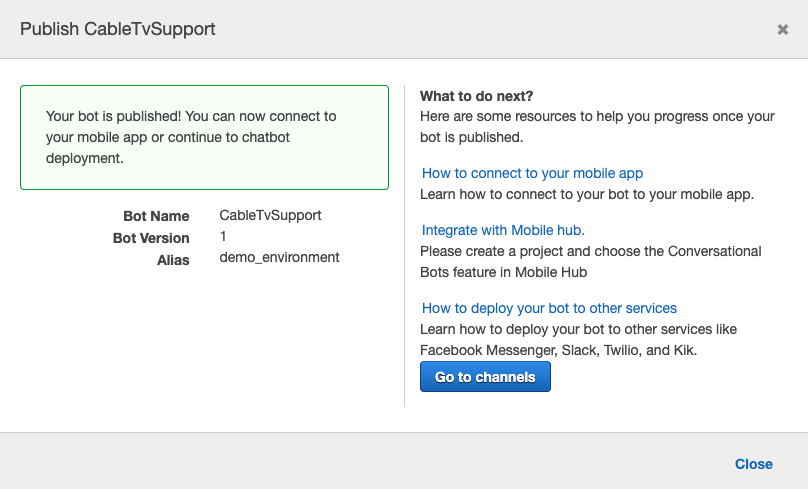 Publish CableTvSupport
Your bot is published! You can now connect to
your mobile app or continue to chatbot
deployment.
Bot Name CableTvSupport
Bot Version 1
Alias demo_environment
What to do next?
Here are some resources to help you progress once your
bot is published.
How to connect to your mobile app
Learn how to connect to your bot to your mobile app.
Integrate with Mobile hub.
Please create a project and choose the Conversational
Bots feature in Mobile Hub
How to deploy your bot to other services
Learn how to deploy your bot to other services like
Facebook Messenger, Slack, Twilio, and Kik.
Go to channels
Close